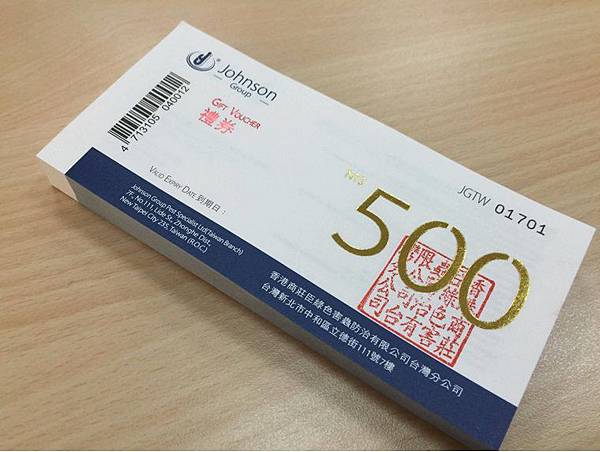 Johnson
Group
GIFT VOUCHER
禮券
4 713105 040012
VALID EXPIRY DATE 到期日：
JGTW 01701
NT$
500
Johnson Group Pest Specialist Ltd(Taiwan Branch)
7F., No.111, Lide St., Zhonghe Dist.,
New Taipei City 235, Taiwan (R.O.C.)
香港商莊臣綠色害蟲防治有限公司台灣分公司
台灣新北市中和區立德街111號7樓